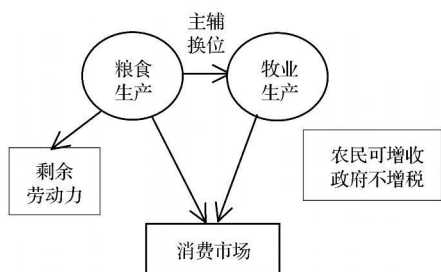 主辅
换位
粮食
生产
牧业
生产
剩余
劳动力
农民可增收
政府不增税
消费市场